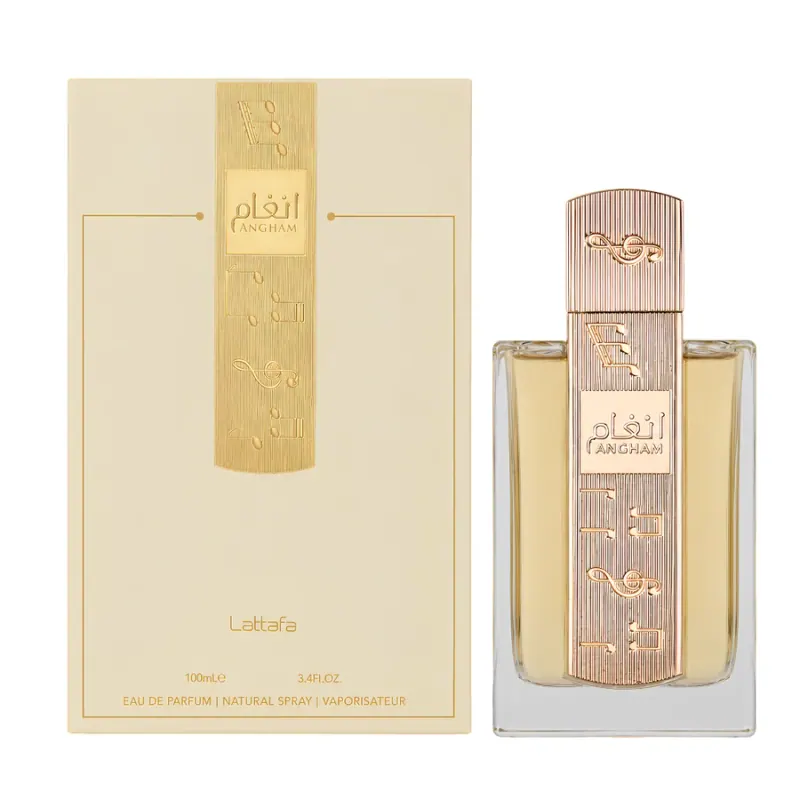 انغام
ANGHAM
Lattafa
100mL℮ 3.4FL.OZ.
EAU DE PARFUM | NATURAL SPRAY | VAPORISATEUR
انغام
ANGHAM